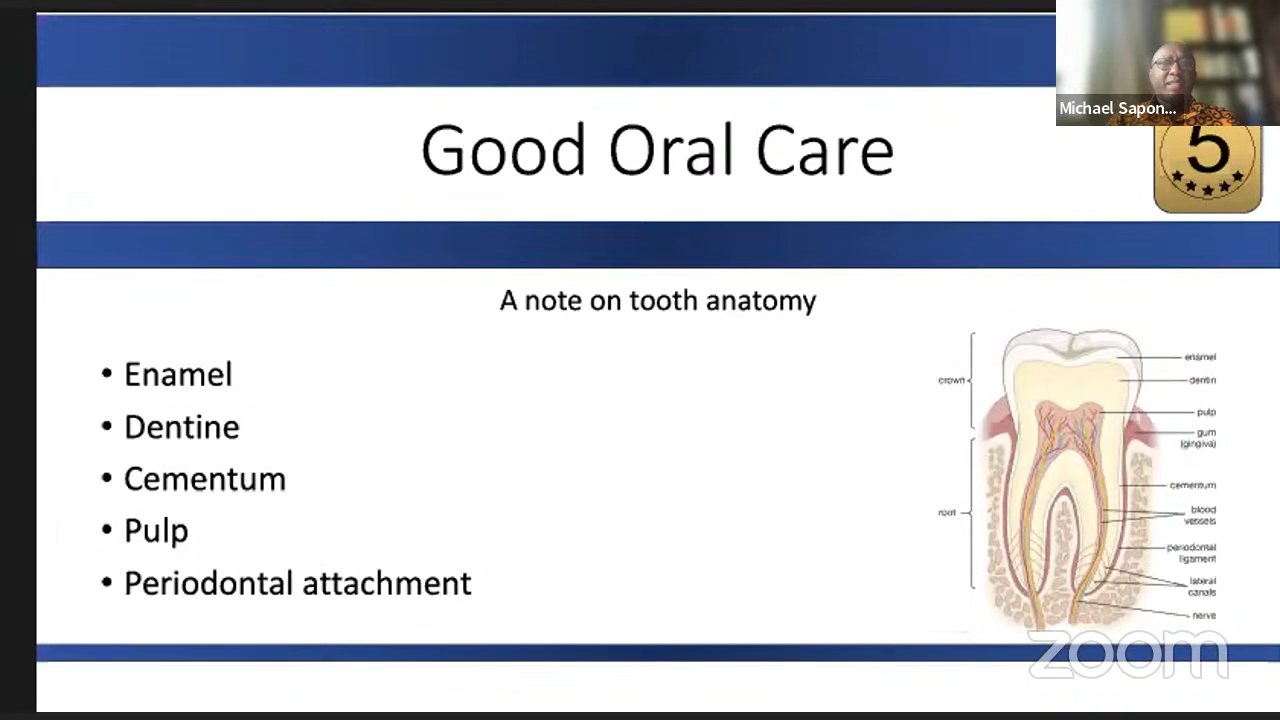 Michael Sapon...
5
Good Oral Care
A note on tooth anatomy
• Enamel
• Dentine
• Cementum
• Pulp
• Periodontal attachment
crown
root
enamel
dentin
pulp
gum
(gingiva)
cementum
blood
vessels
periodontal
ligament
lateral
canals
nerve
zoom